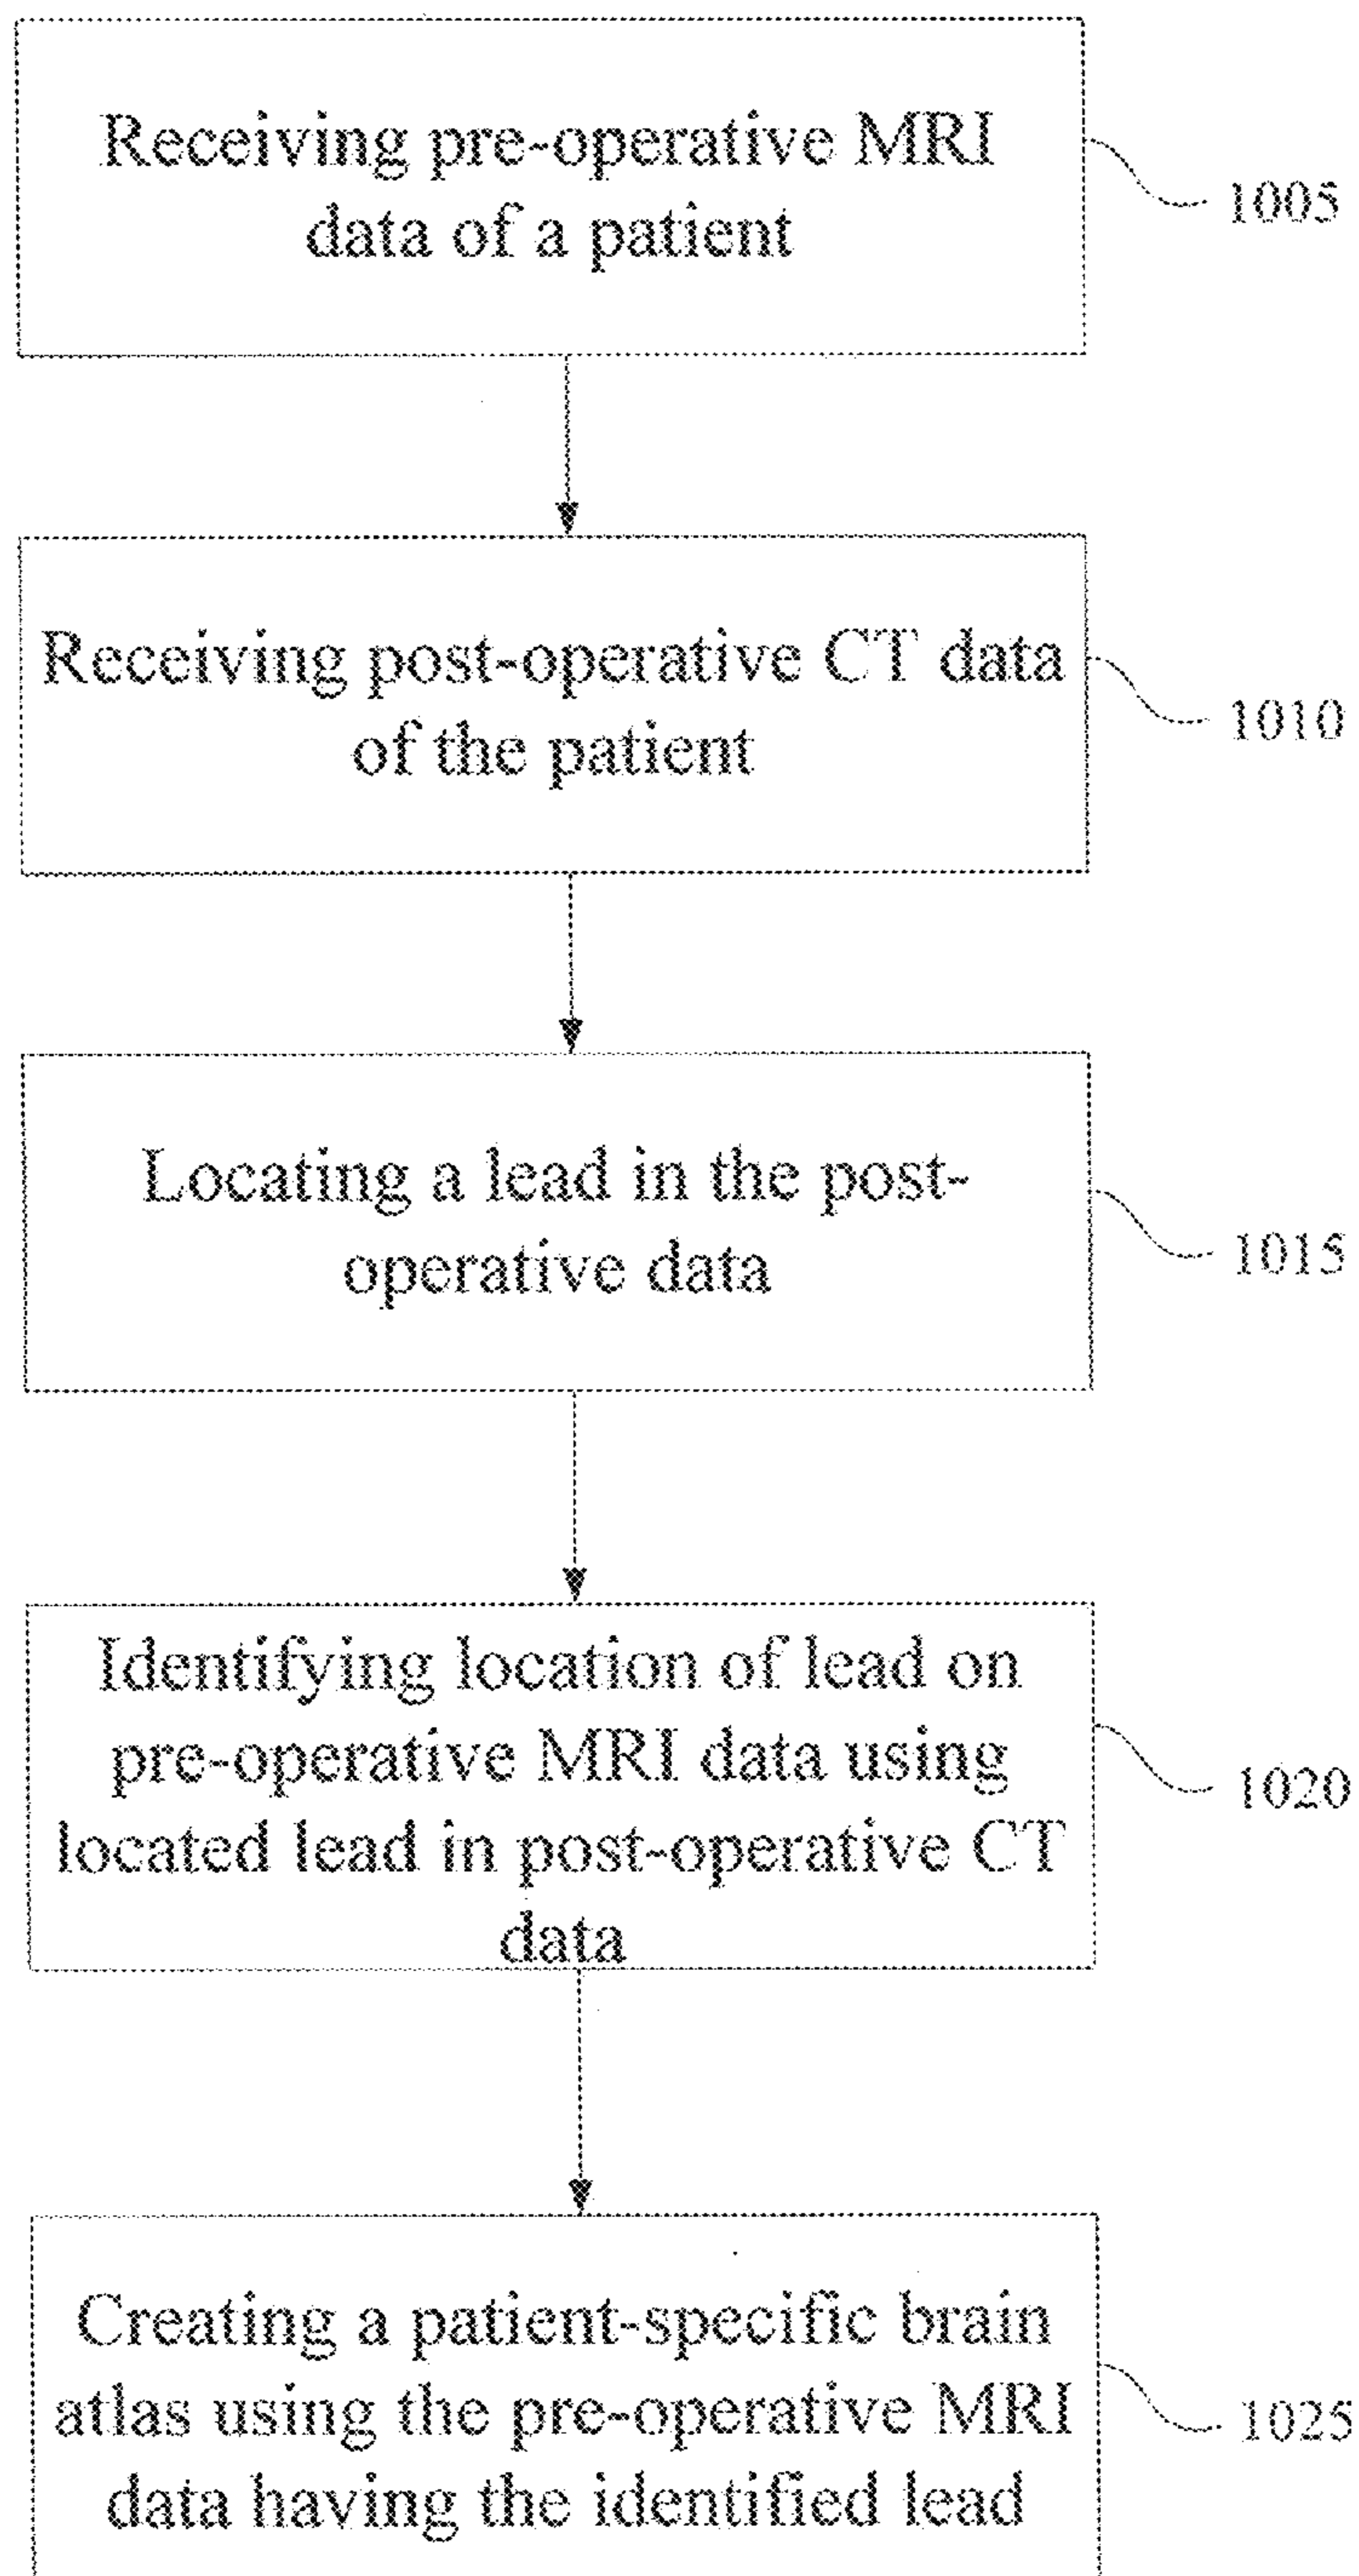 Receiving pre-operative MRI
data of a patient
1005
Receiving post-operative CT data
of the patient
1010
Locating a lead in the post-
operative data
1015
Identifying location of lead on
pre-operative MRI data using
located lead in post-operative CT
data
1020
Creating a patient-specific brain
atlas using the pre-operative MRI
data having the identified lead
1025